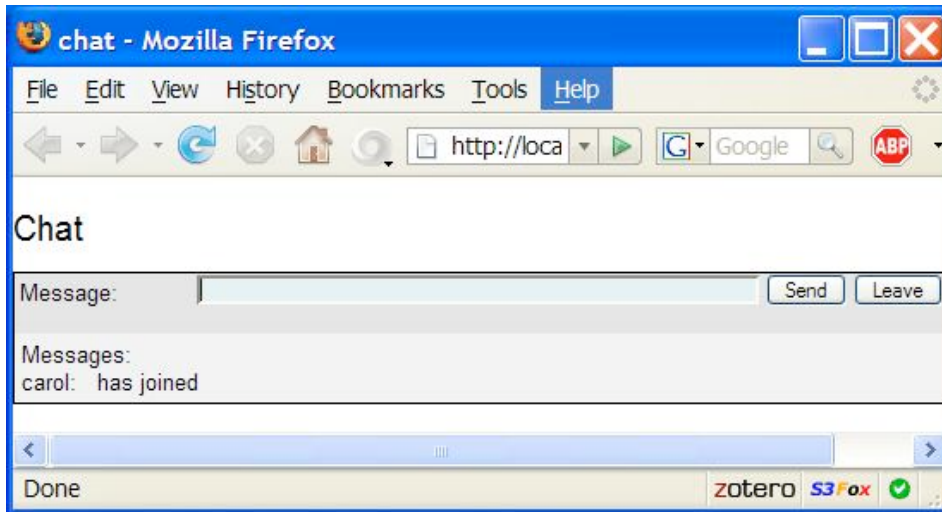 chat - Mozilla Firefox
File Edit View History Bookmarks Tools Help
http://loca G Google ABP
Chat
Message: Send Leave
Messages:
carol: has joined
Done zotero S3Fox